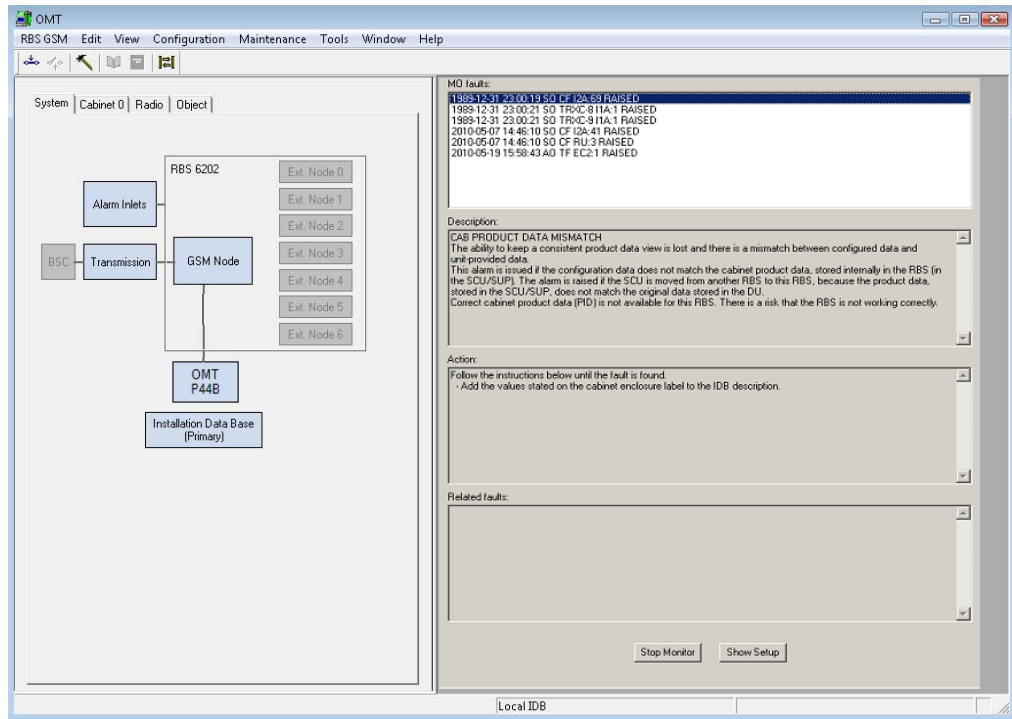 OMT
RBS GSM Edit View Configuration Maintenance Tools Window Help
System Cabinet 0 Radio Object
RBS 6202
Ext. Node 0
Ext. Node 1
Ext. Node 2
Ext. Node 3
Ext. Node 4
Ext. Node 5
Ext. Node 6
Alarm Inlets
BSC
Transmission
GSM Node
OMT
P44B
Installation Data Base
(Primary)
MO faults:
1989-12-31 23:00:19 SO CF I2A:69 RAISED
1989-12-31 23:00:21 SO TRXC-8 I1A:1 RAISED
1989-12-31 23:00:21 SO TRXC-9 I1A:1 RAISED
2010-05-07 14:46:10 SO CF I2A:41 RAISED
2010-05-07 14:46:10 SO CF RU:3 RAISED
2010-05-19 15:58:43 AO TF EC2:1 RAISED
Description:
CAB PRODUCT DATA MISMATCH
The ability to keep a consistent product data view is lost and there is a mismatch between configured data and
unit-provided data.
This alarm is issued if the configuration data does not match the cabinet product data, stored internally in the RBS (in
the SCU/SUP). The alarm is raised if the SCU is moved from another RBS to this RBS, because the product data,
stored in the SCU/SUP, does not match the original data stored in the DU.
Correct cabinet product data (PID) is not available for this RBS. There is a risk that the RBS is not working correctly.
Action:
Follow the instructions below until the fault is found.
- Add the values stated on the cabinet enclosure label to the IDB description.
Related faults:
Stop Monitor
Show Setup
Local IDB